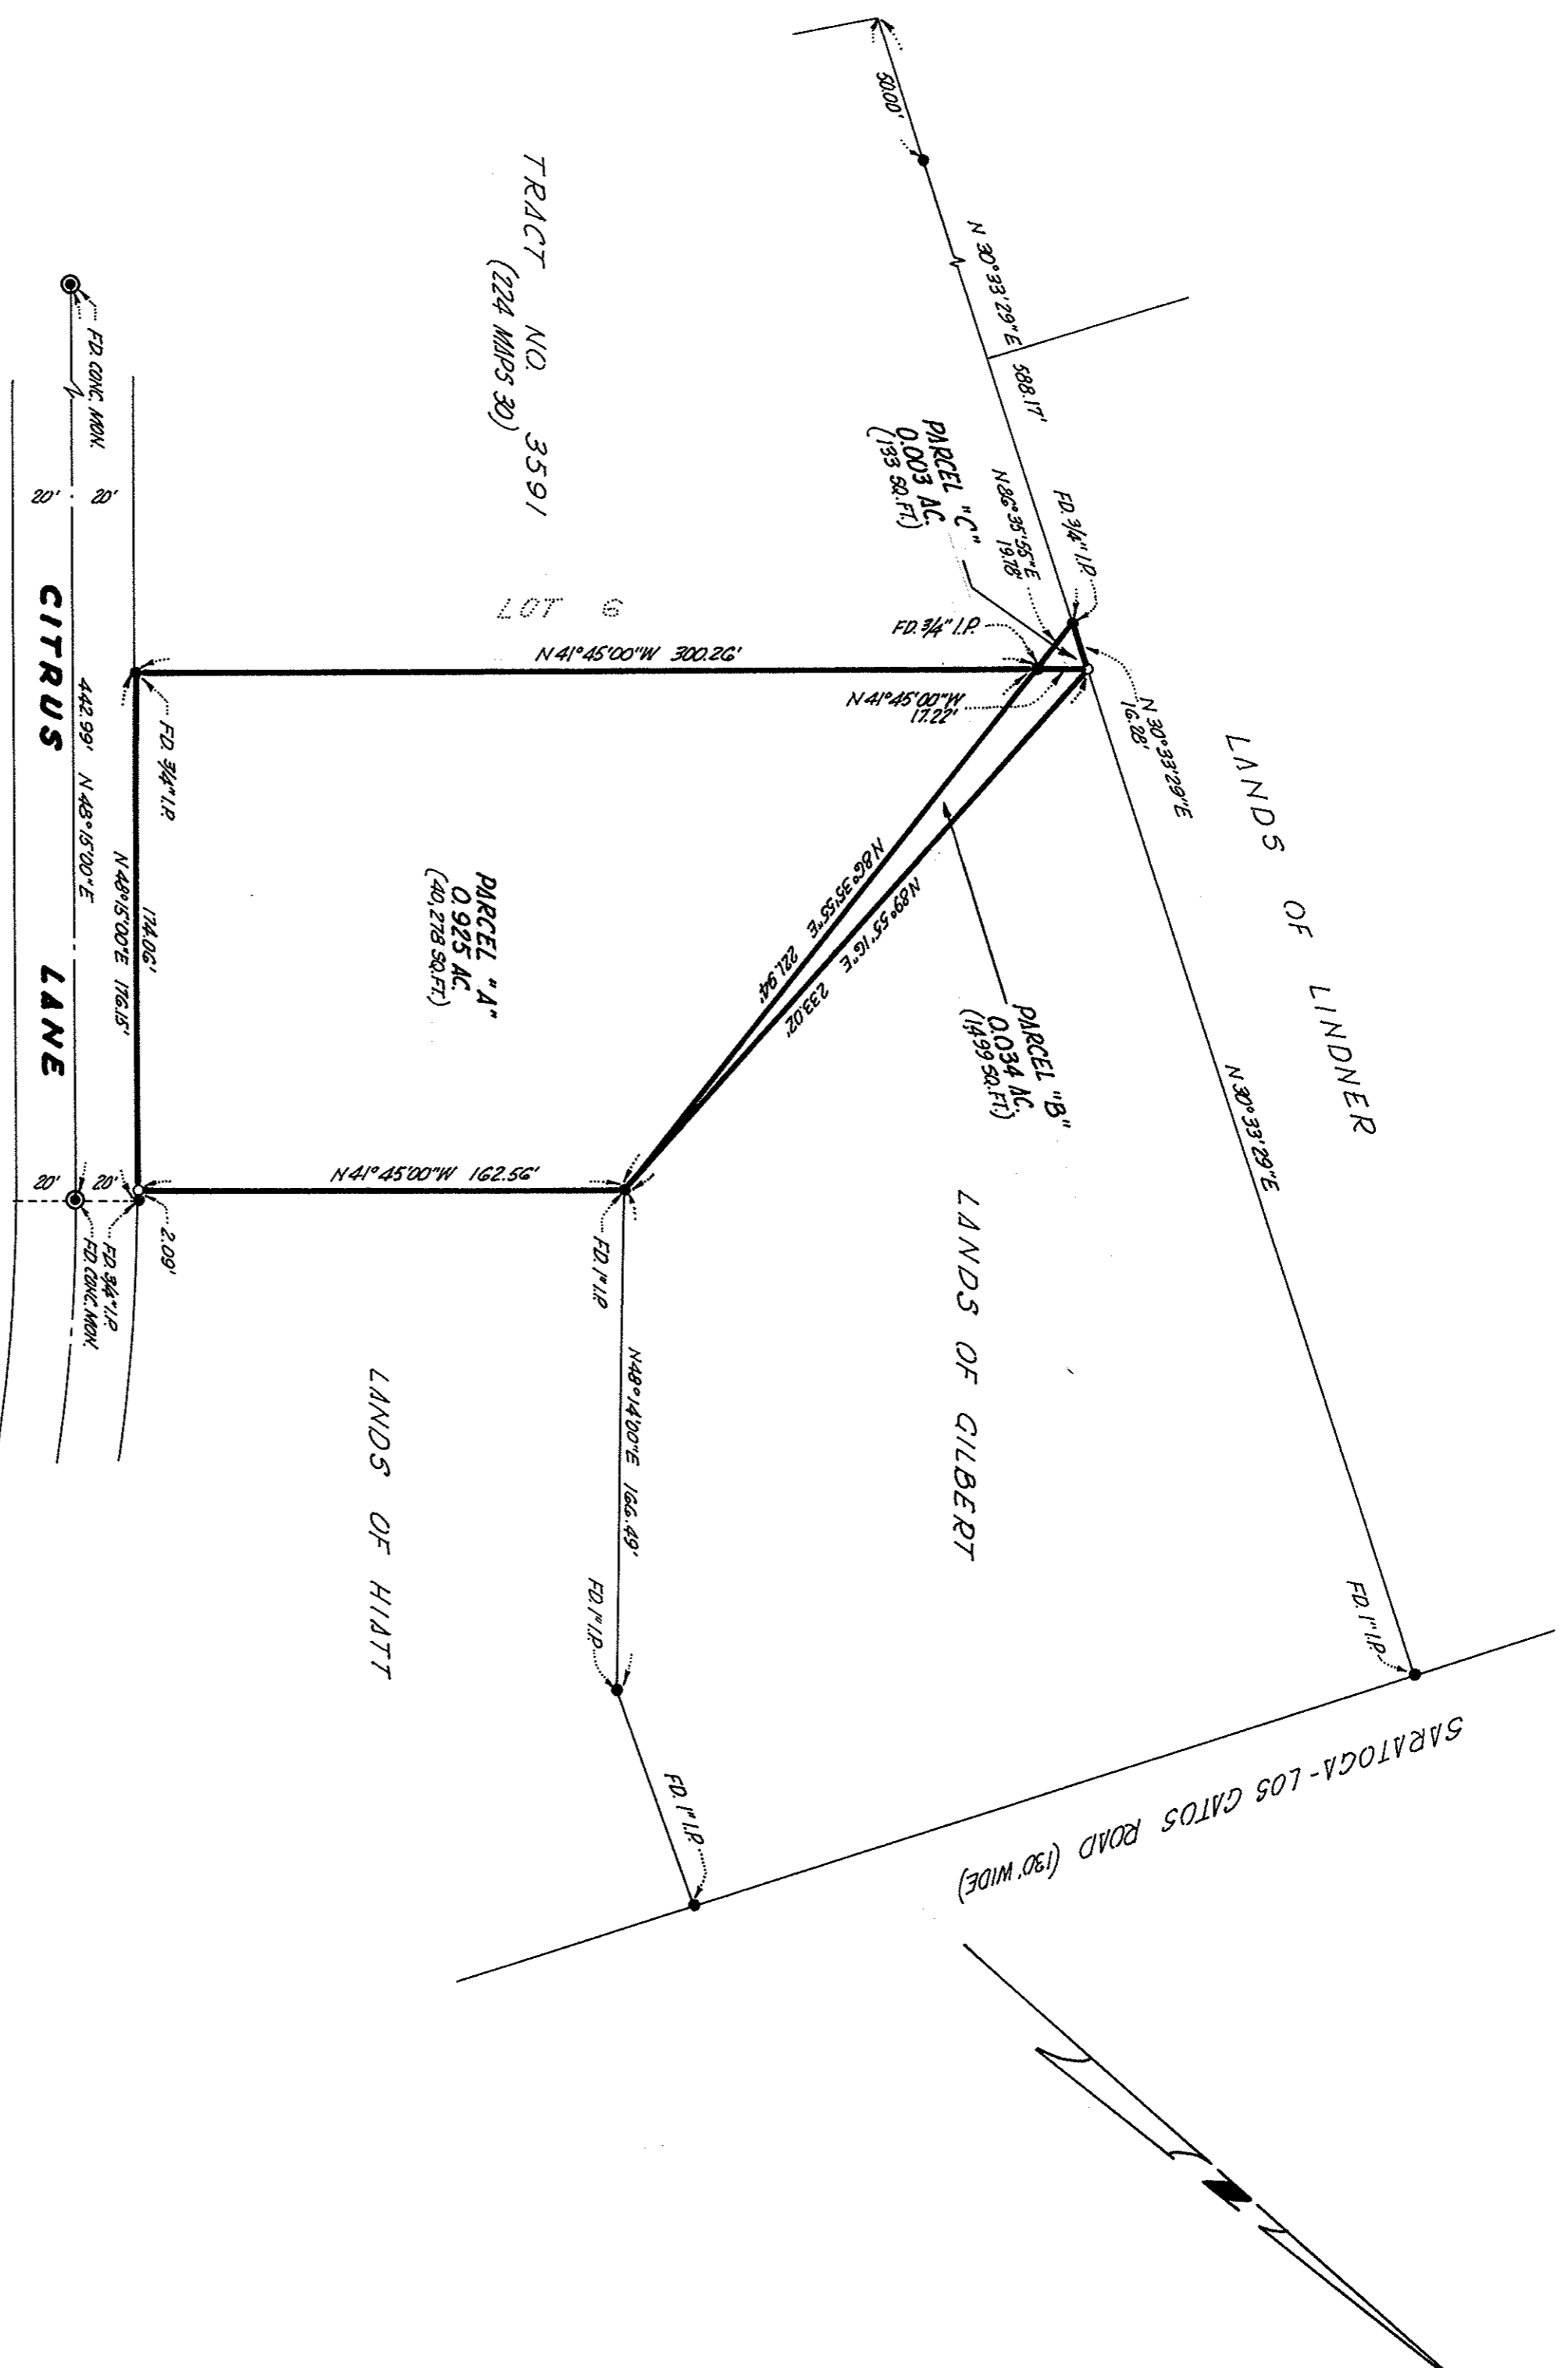 50.00'
N 30°33'29"E 588.17'
TRACT NO. 3591
(224 MAPS 30)
FD. CONC. MON.
20' 20'
PARCEL "C"
0.003 AC.
(133 SQ.FT.)
N86°35'55"E
19.78'
FD. 3/4" I.P.
FD. 3/4" I.P.
LOT 6
N41°45'00"W 300.26'
N41°45'00"W
17.22'
N 30°33'29"E
16.28'
LANDS OF LINDNER
CITRUS LANE
442.99' N48°15'00"E
FD. 3/4" I.P.
174.06'
N48°15'00"E 176.15'
PARCEL "A"
0.925 AC.
(40,278 SQ.FT.)
N86°35'55"E 221.94'
N89°55'16"E 233.02'
PARCEL "B"
0.034 AC.
(1,499 SQ.FT.)
N 30°33'29"E
N41°45'00"W 162.56'
20' 20'
2.09'
FD. 3/4" I.P.
FD. CONC. MON.
FD. 1" I.P.
LANDS OF GILBERT
N48°14'00"E 166.49'
LANDS OF HIATT
FD. 1" I.P.
FD. 1" I.P.
FD. 1" I.P.
SARATOGA-LOS GATOS ROAD (130' WIDE)
N